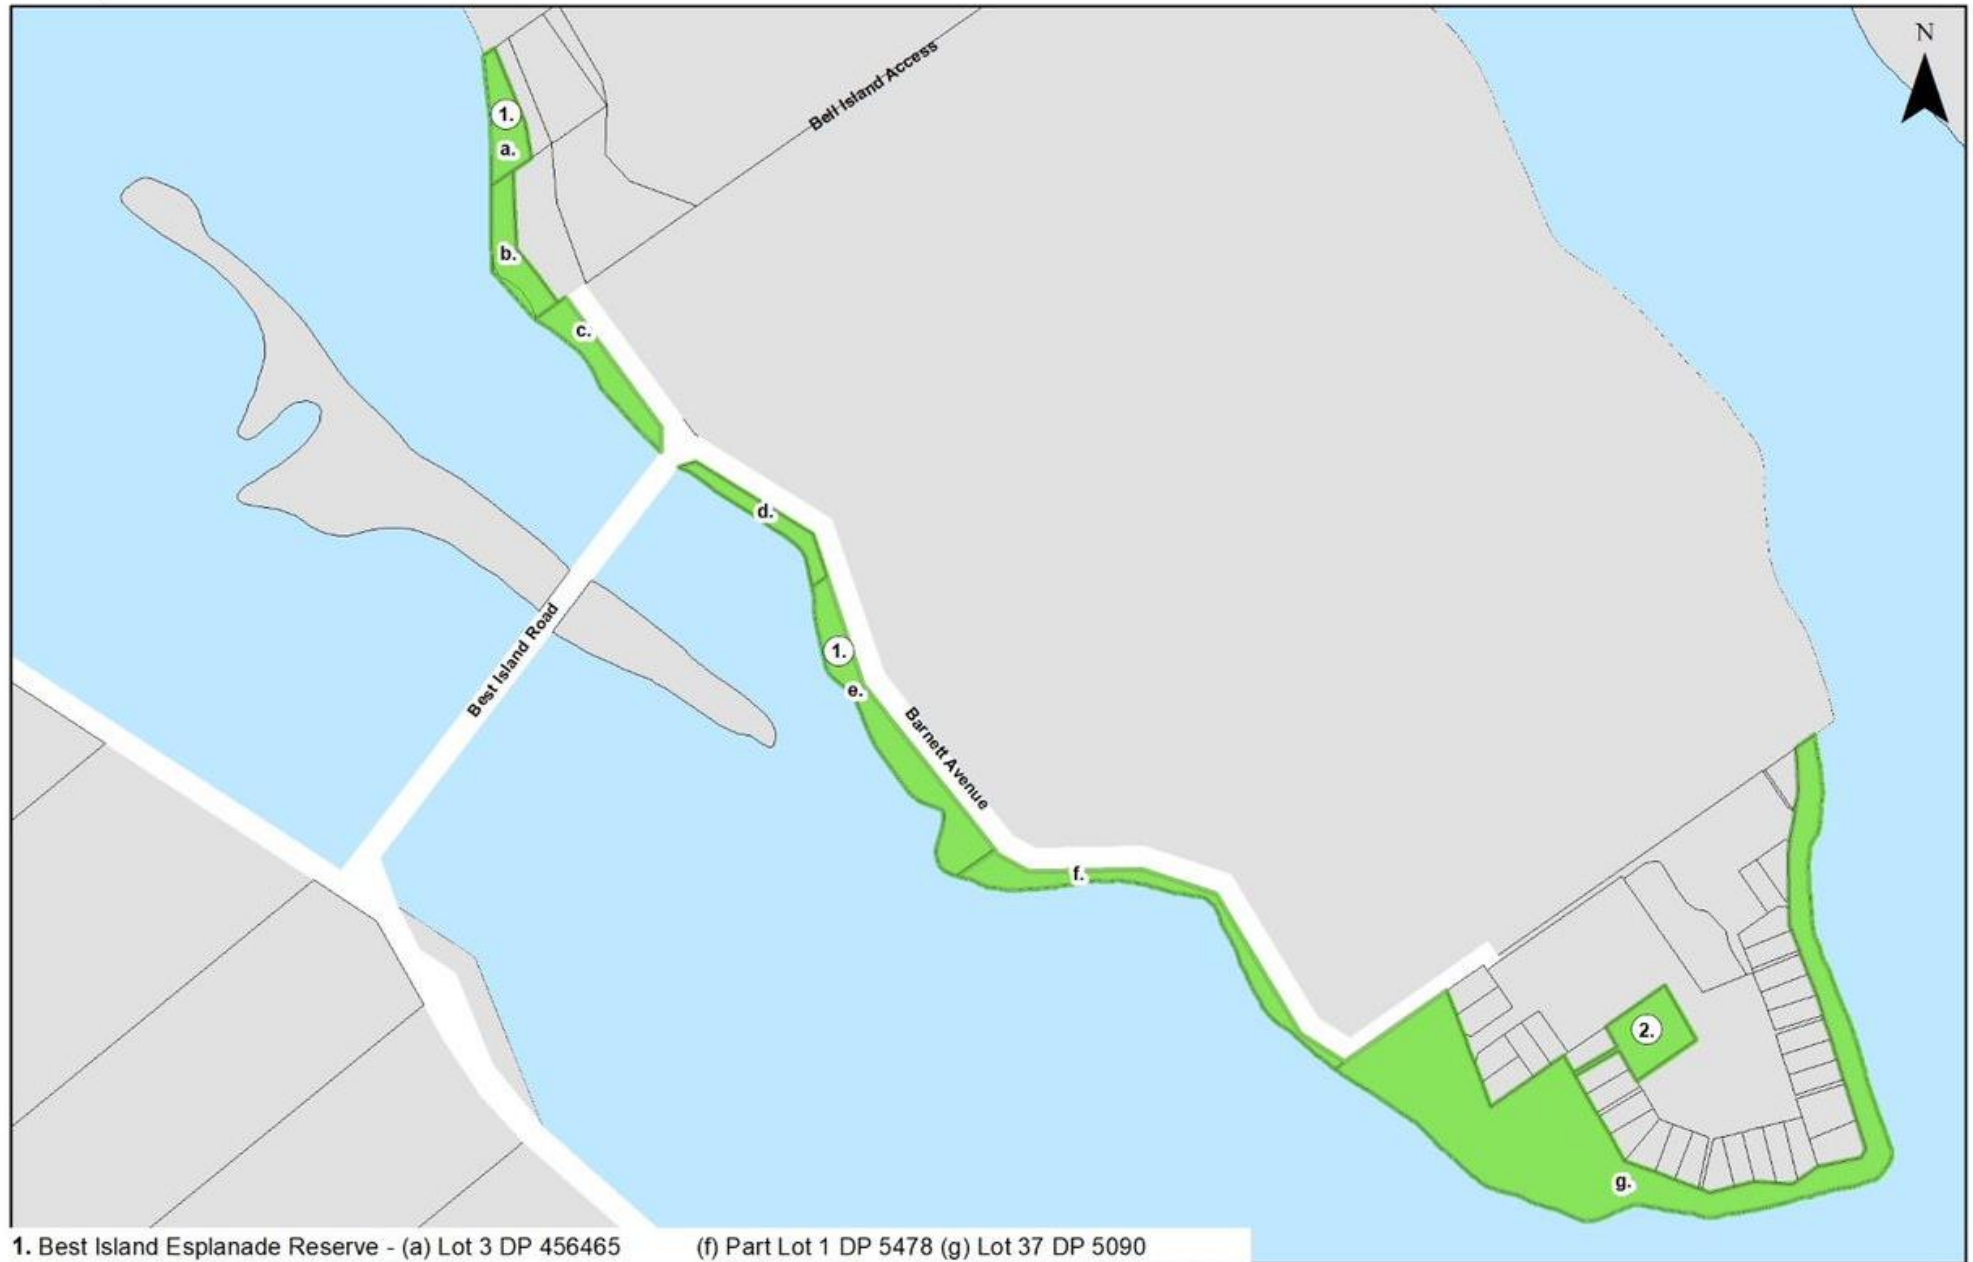 N
Bell Island Access
1.
a.
b.
c.
d.
Best Island Road
1.
e.
Barnett Avenue
f.
2.
g.
1. Best Island Esplanade Reserve - (a) Lot 3 DP 456465 (f) Part Lot 1 DP 5478 (g) Lot 37 DP 5090